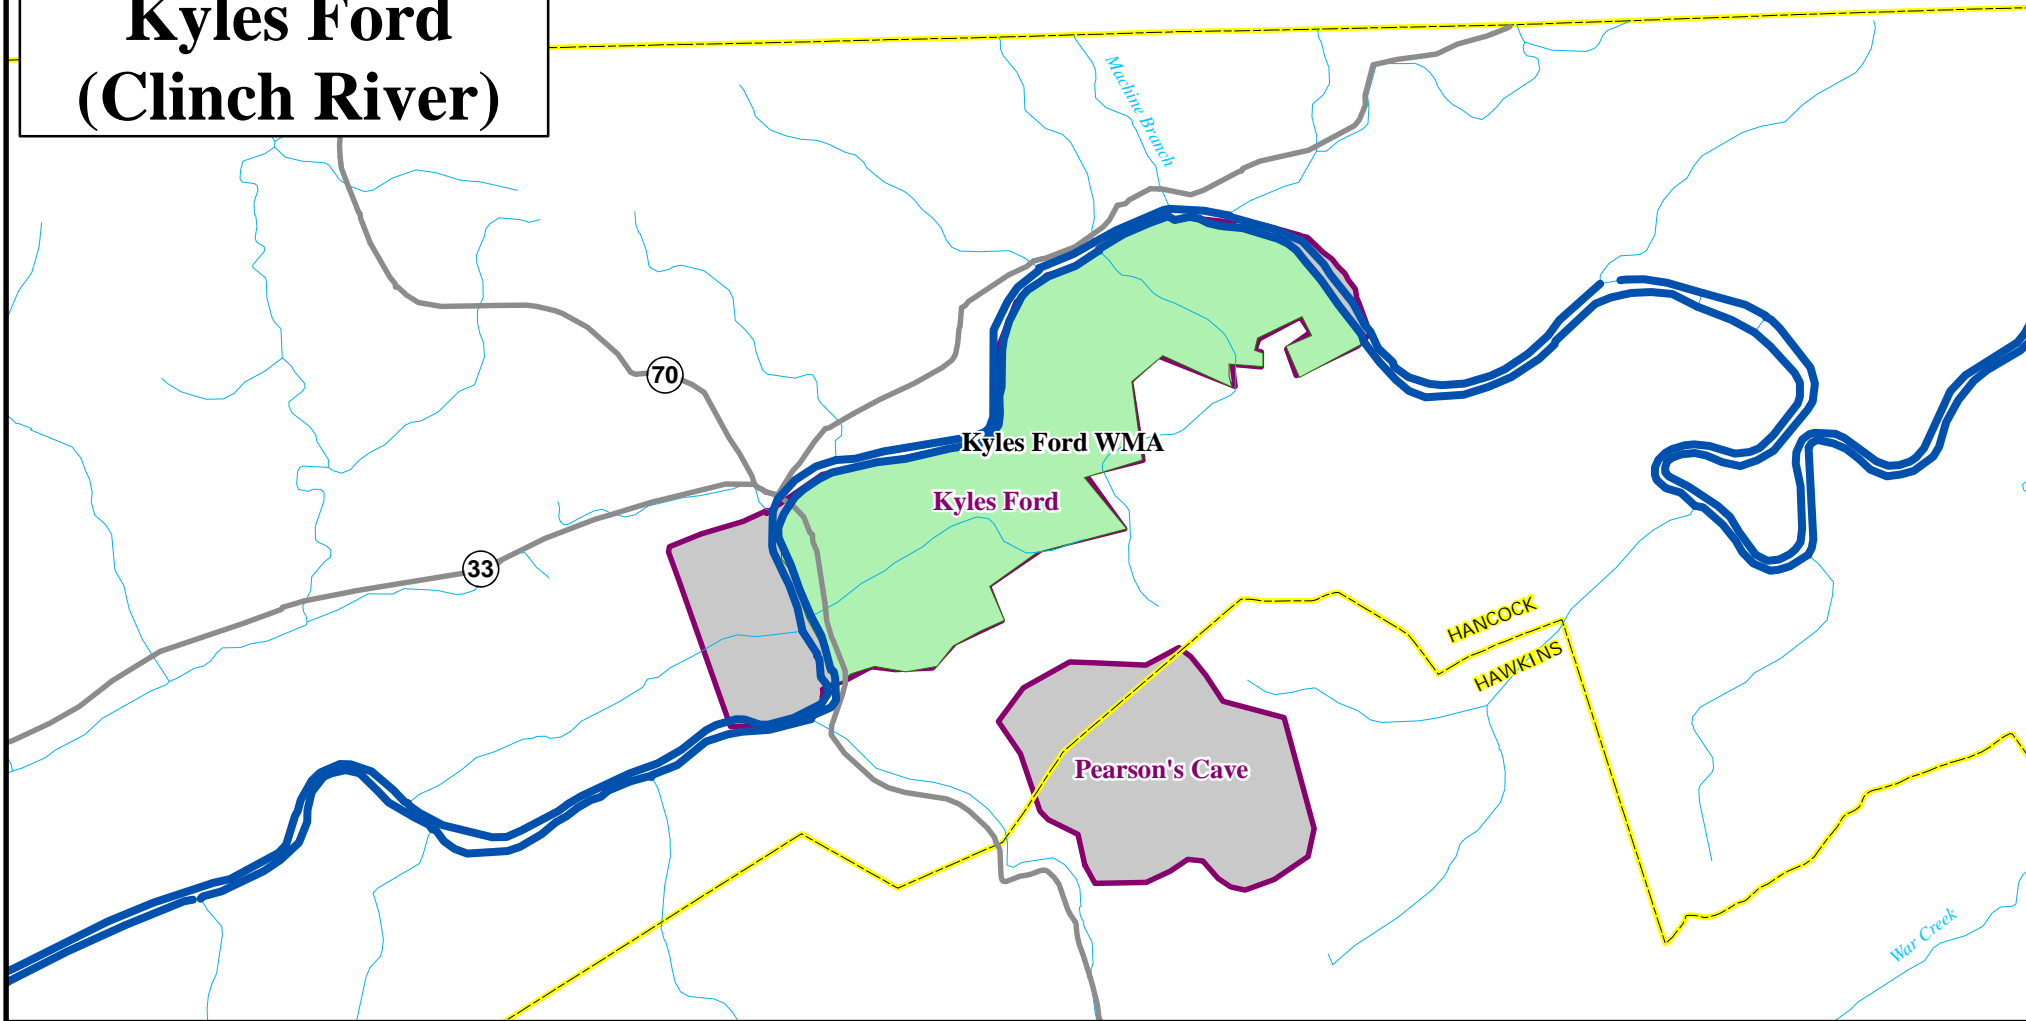 Kyles Ford
(Clinch River)
Machine Branch
70
Kyles Ford WMA
Kyles Ford
33
HANCOCK
HAWKINS
Pearson's Cave
War Creek